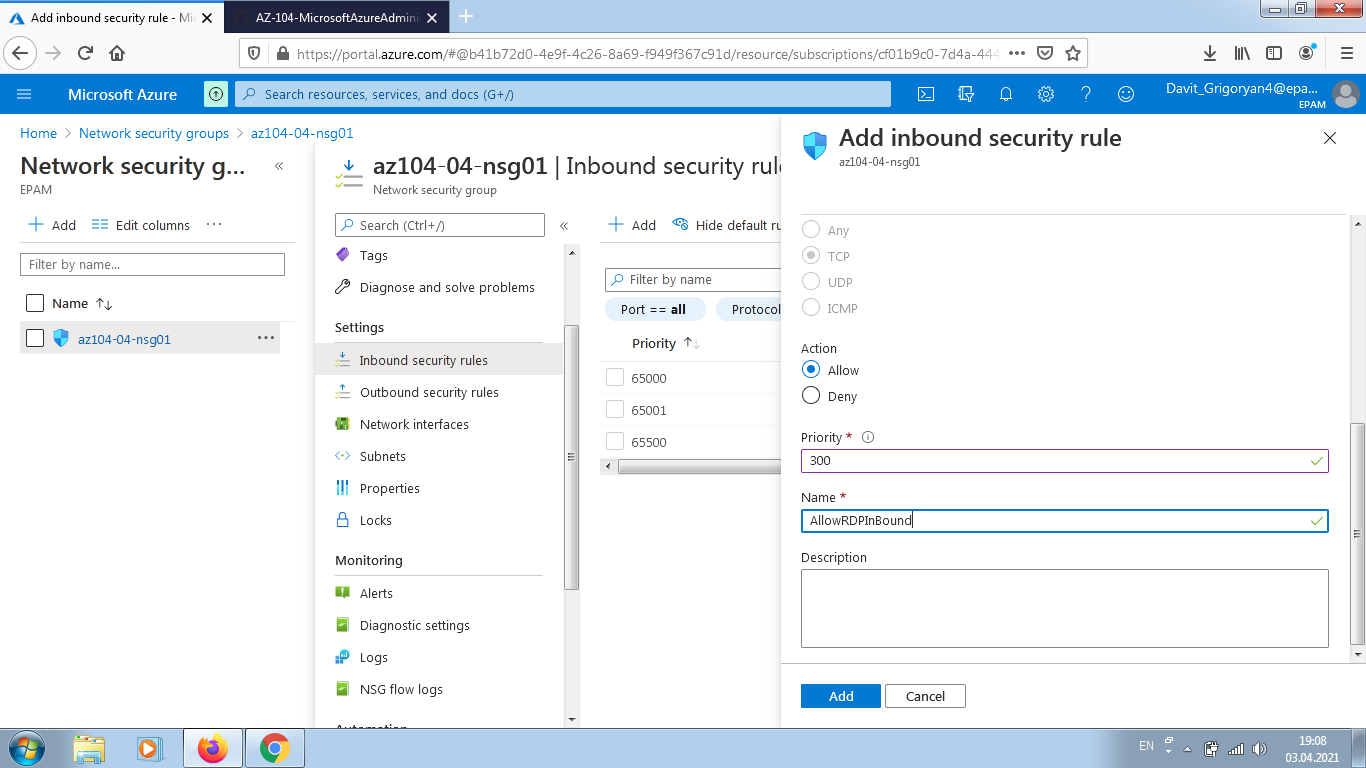 Add inbound security rule - Mi
AZ-104-MicrosoftAzureAdmini
https://portal.azure.com/#@b41b72d0-4e9f-4c26-8a69-f949f367c91d/resource/subscriptions/cf01b9c0-7d4a-444
Microsoft Azure
Search resources, services, and docs (G+/)
Davit_Grigoryan4@epa...
EPAM
Home > Network security groups > az104-04-nsg01
Network security g...
EPAM
Add
Edit columns
Filter by name...
Name
az104-04-nsg01
az104-04-nsg01 | Inbound security rul
Network security group
Search (Ctrl+/)
Tags
Diagnose and solve problems
Settings
Inbound security rules
Outbound security rules
Network interfaces
Subnets
Properties
Locks
Monitoring
Alerts
Diagnostic settings
Logs
NSG flow logs
Automation
Add
Hide default ru
Filter by name
Port == all
Protocol
Priority
65000
65001
65500
Add inbound security rule
az104-04-nsg01
Any
TCP
UDP
ICMP
Action
Allow
Deny
Priority *
300
Name *
AllowRDPInBound
Description
Add
Cancel
EN
19:08
03.04.2021